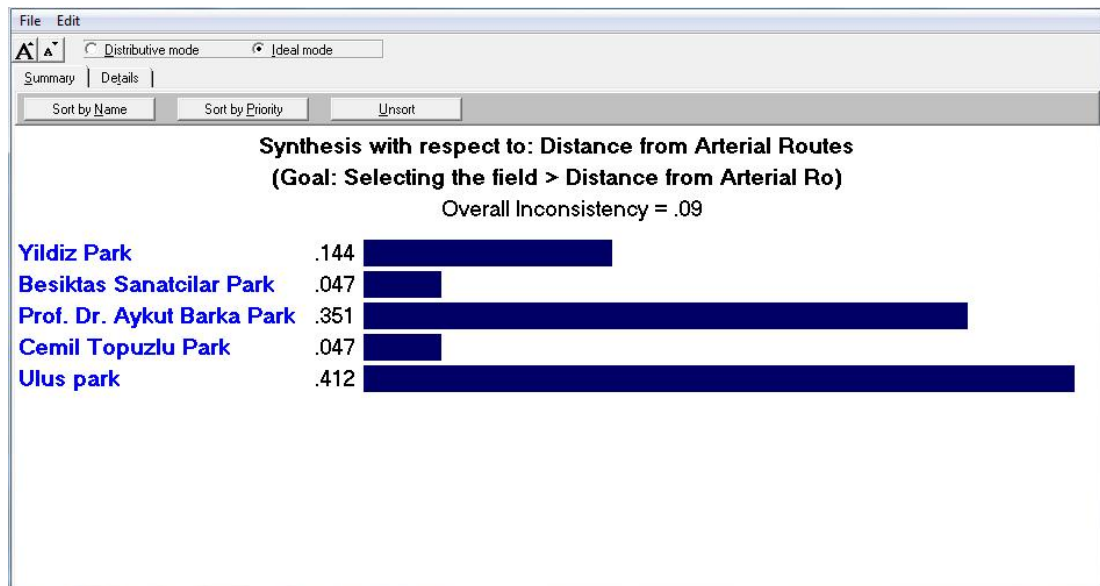 File Edit
A A Distributive mode Ideal mode
Summary Details
Sort by Name Sort by Priority Unsort
Synthesis with respect to: Distance from Arterial Routes
(Goal: Selecting the field > Distance from Arterial Ro)
Overall Inconsistency = .09
Yildiz Park .144
Besiktas Sanatcilar Park .047
Prof. Dr. Aykut Barka Park .351
Cemil Topuzlu Park .047
Ulus park .412